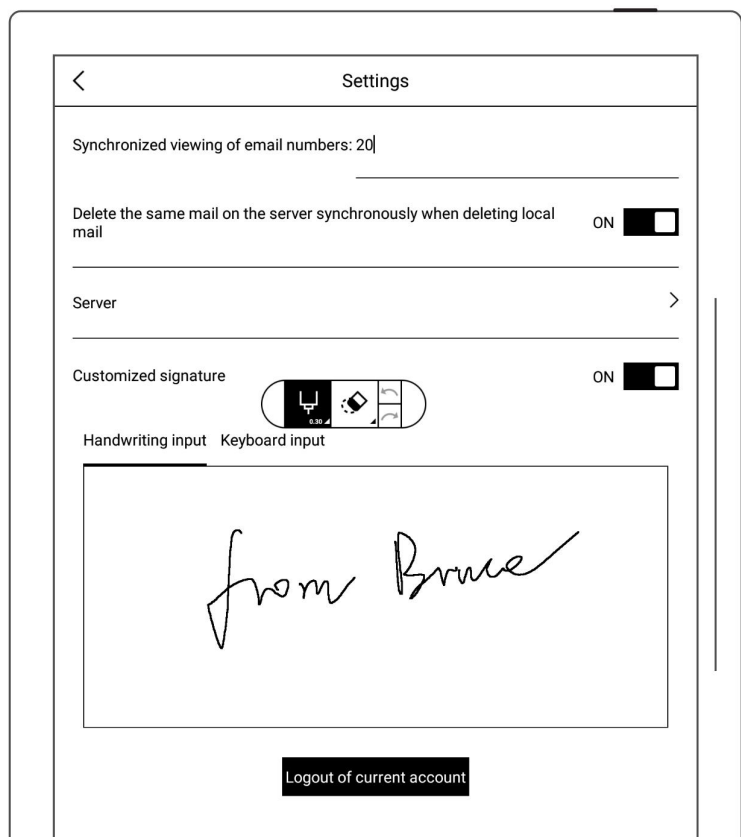 Settings
Synchronized viewing of email numbers: 20
Delete the same mail on the server synchronously when deleting local
mail
ON
Server
Customized signature
ON
0.30
Handwriting input Keyboard input
from Bruce
Logout of current account